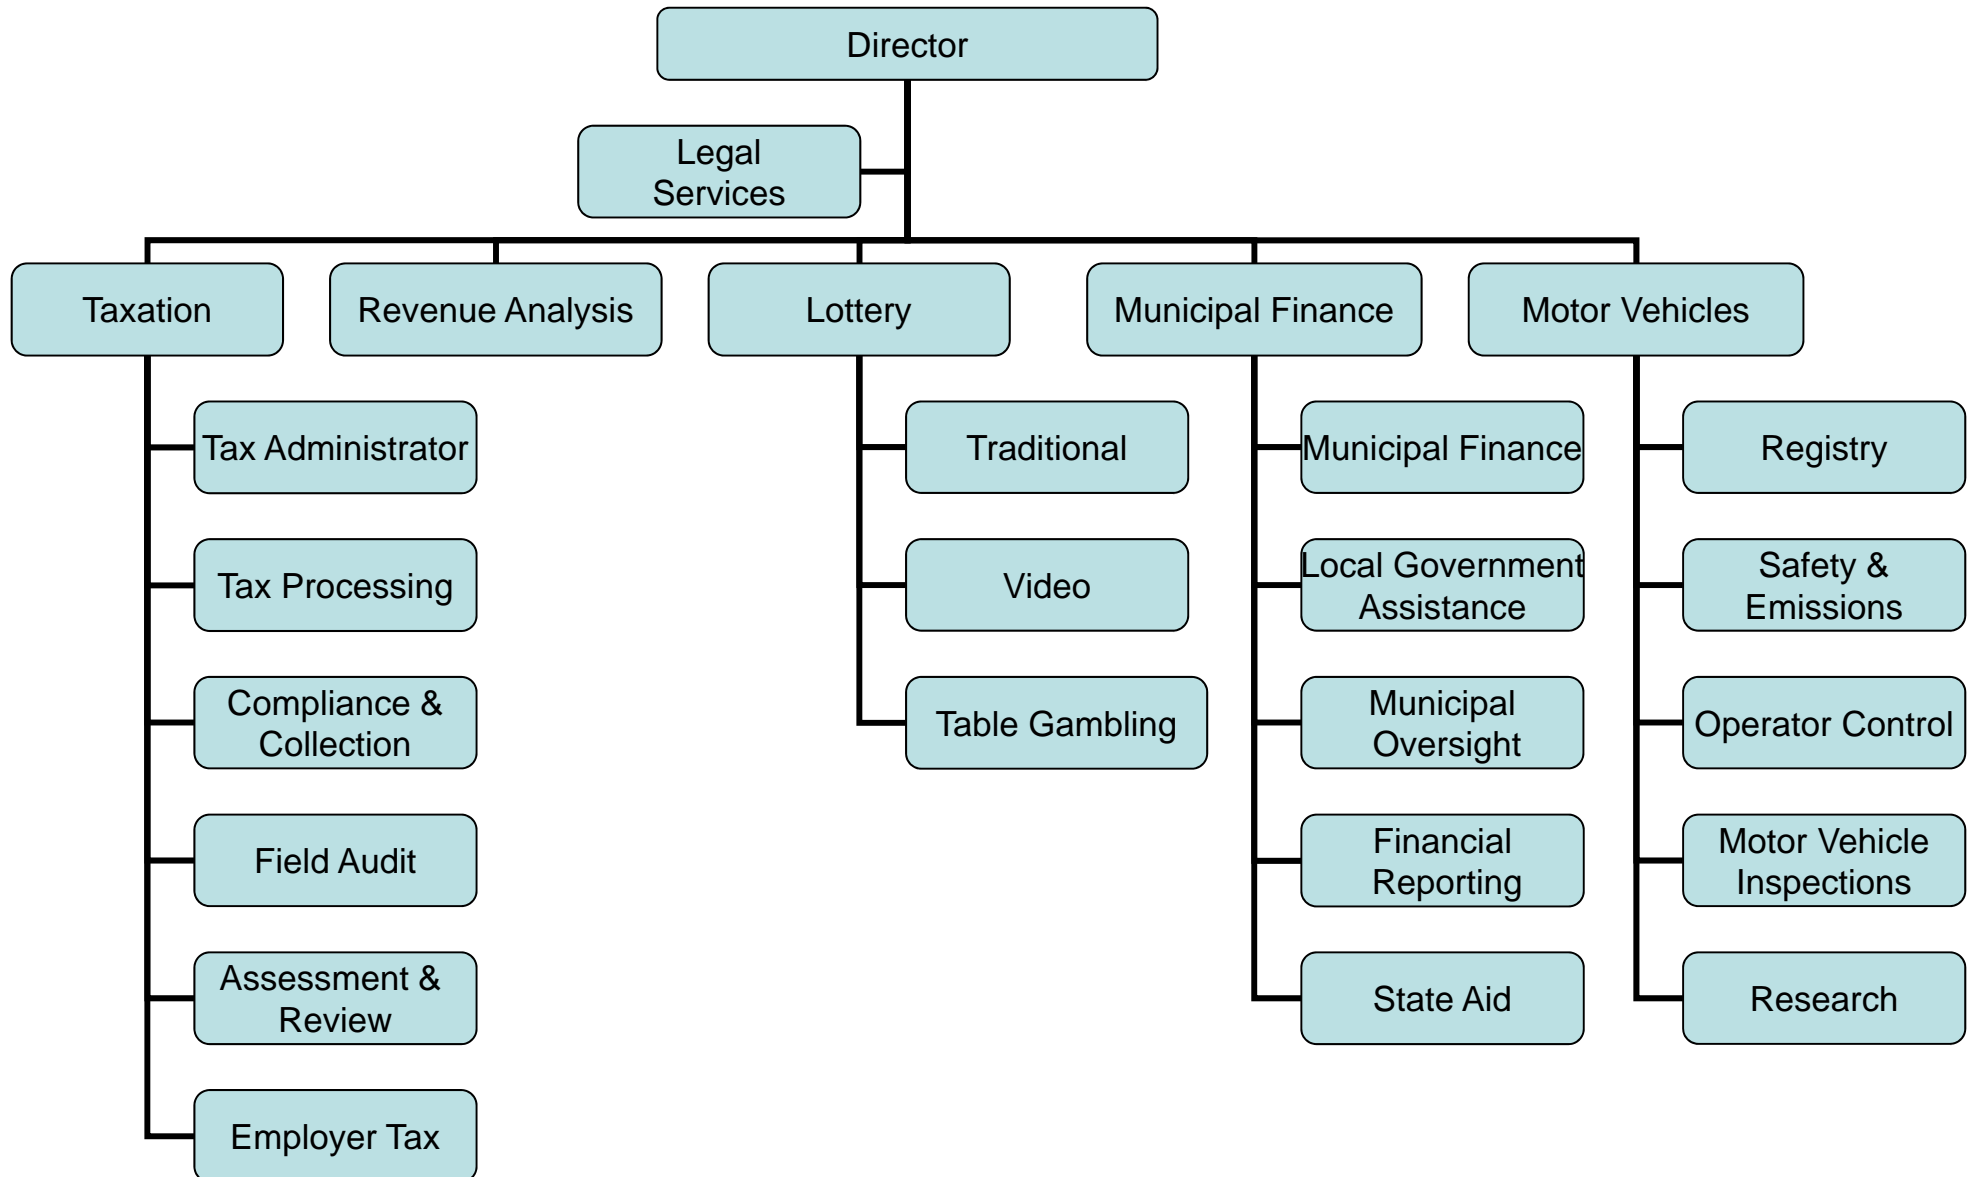 Director
Legal
Services
Taxation
Revenue Analysis
Lottery
Municipal Finance
Motor Vehicles
Tax Administrator
Tax Processing
Compliance &
Collection
Field Audit
Assessment &
Review
Employer Tax
Traditional
Video
Table Gambling
Municipal Finance
Local Government
Assistance
Municipal
Oversight
Financial
Reporting
State Aid
Registry
Safety &
Emissions
Operator Control
Motor Vehicle
Inspections
Research